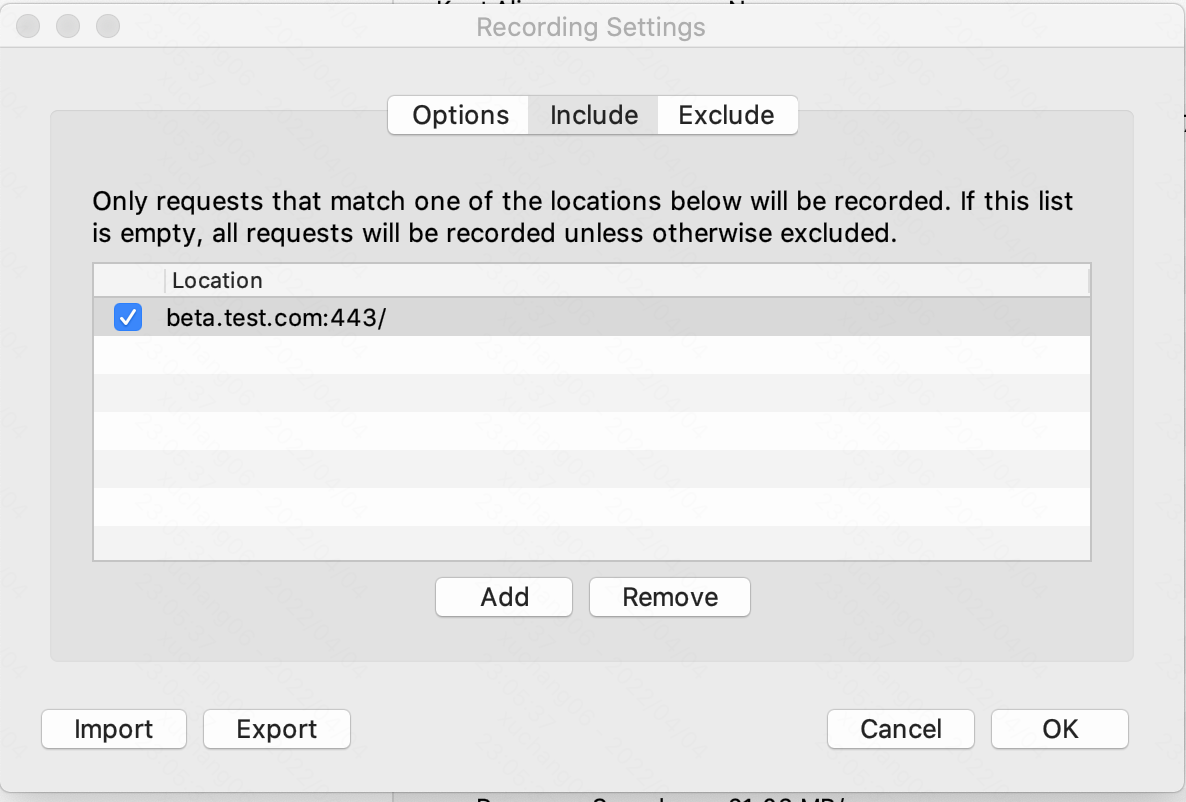 Recording Settings
Options Include Exclude
Only requests that match one of the locations below will be recorded. If this list
is empty, all requests will be recorded unless otherwise excluded.
Location
beta.test.com:443/
Add Remove
Import Export Cancel OK